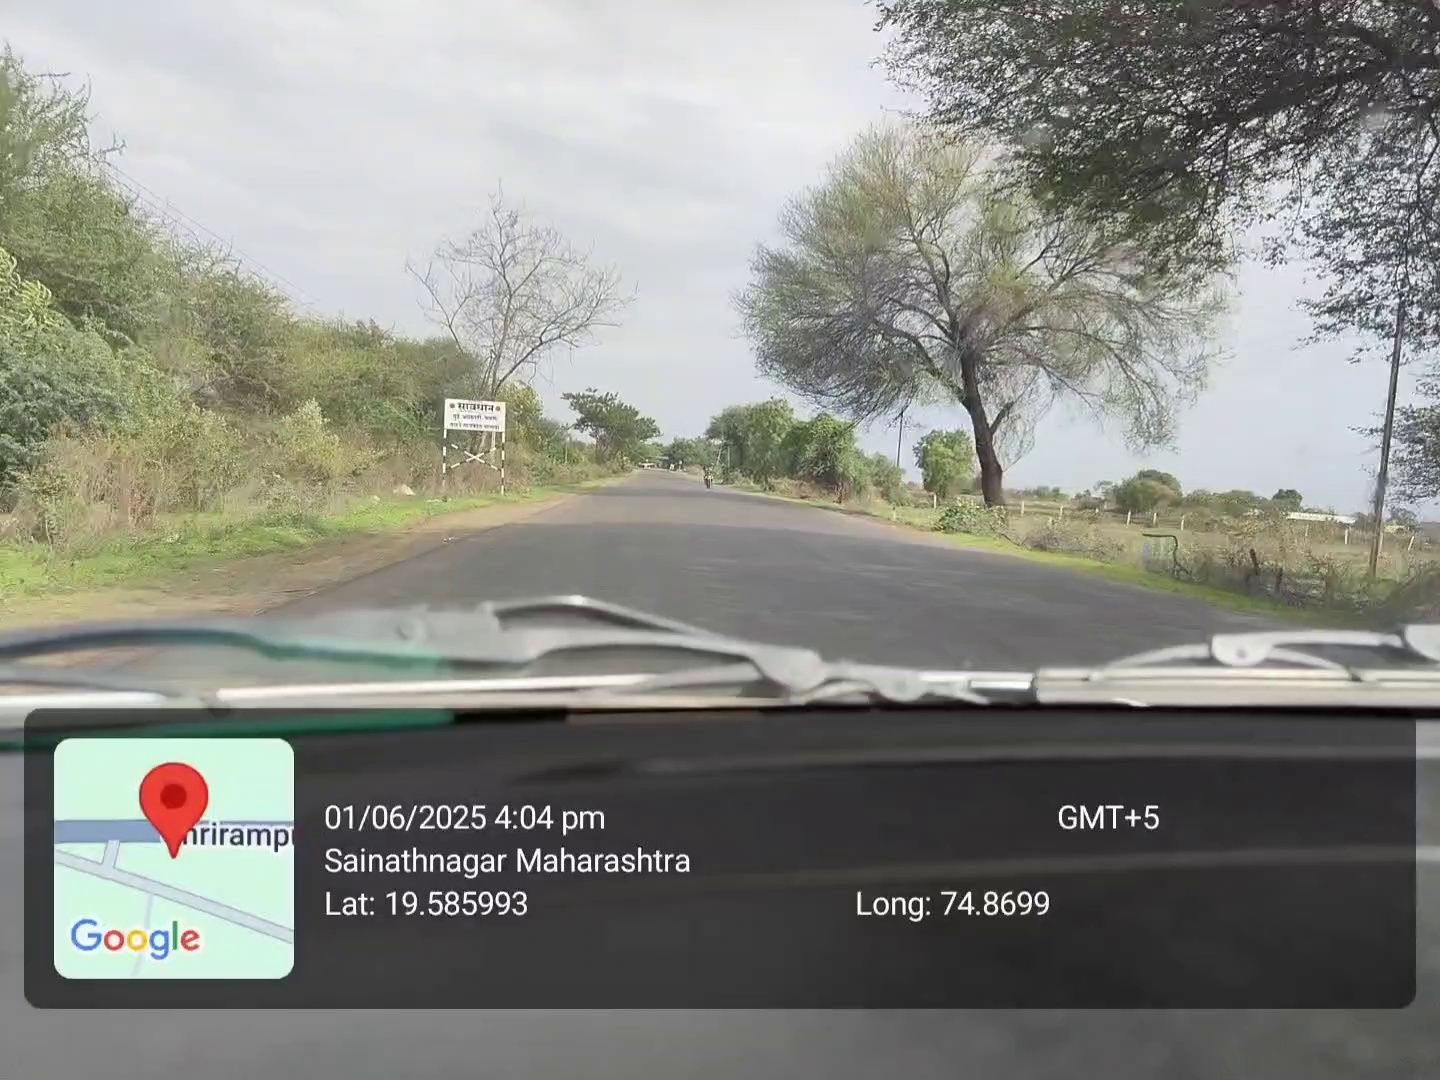 सावधान
01/06/2025 4:04 pm
GMT+5
Sainathnagar Maharashtra
Lat: 19.585993
Long: 74.8699
Google